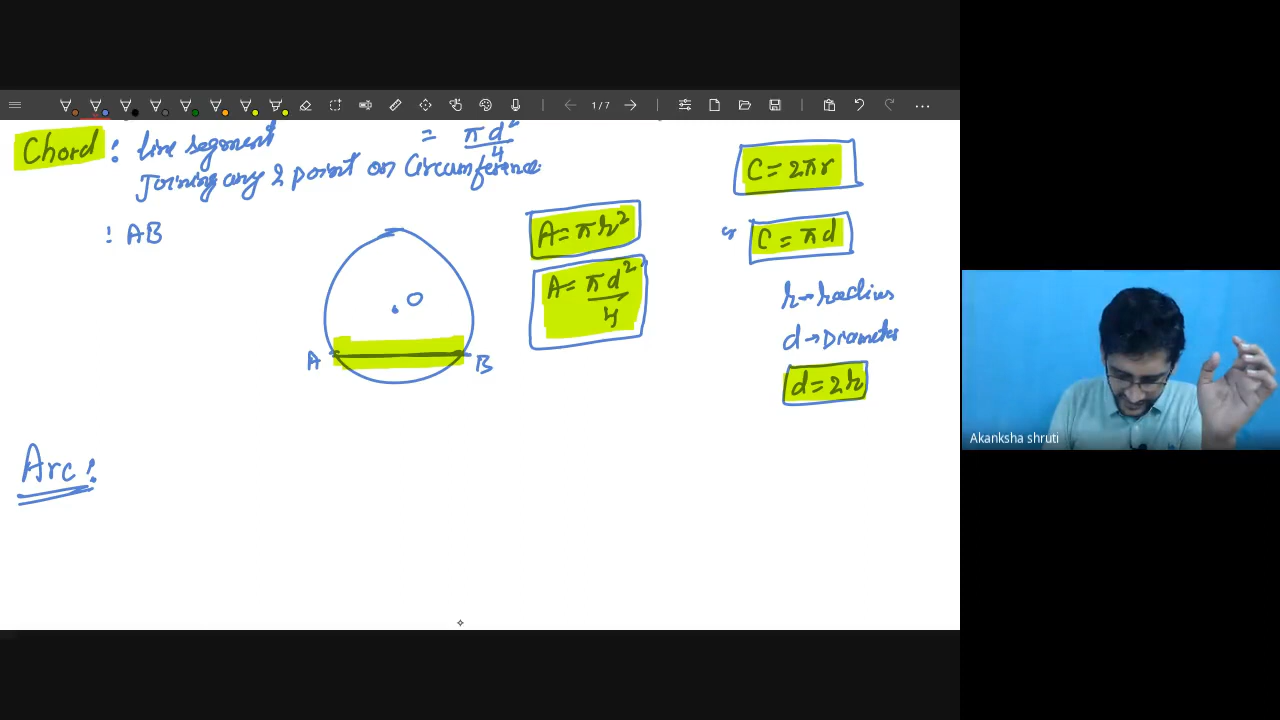 1 / 7
Chord : line segment
= πd²/4
Joining any 2 point on Circumference
: AB
O
A
B
A = πr²
A = πd²/4
C = 2πr
or C = πd
r → radius
d → Diameter
d = 2r
Arc :
Akanksha shruti